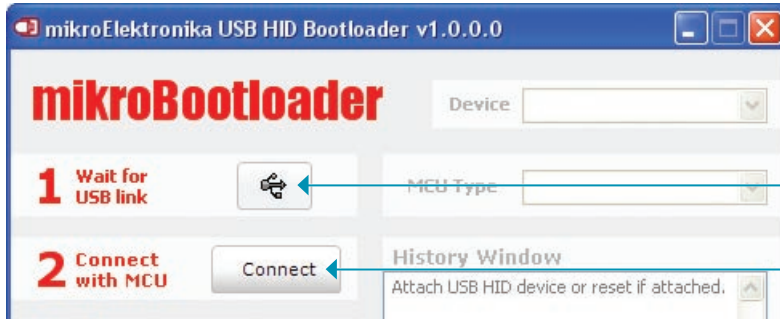 mikroElektronika USB HID Bootloader v1.0.0.0
mikroBootloader
Device
1 Wait for
USB link
MCU Type
2 Connect
with MCU
Connect
History Window
Attach USB HID device or reset if attached.